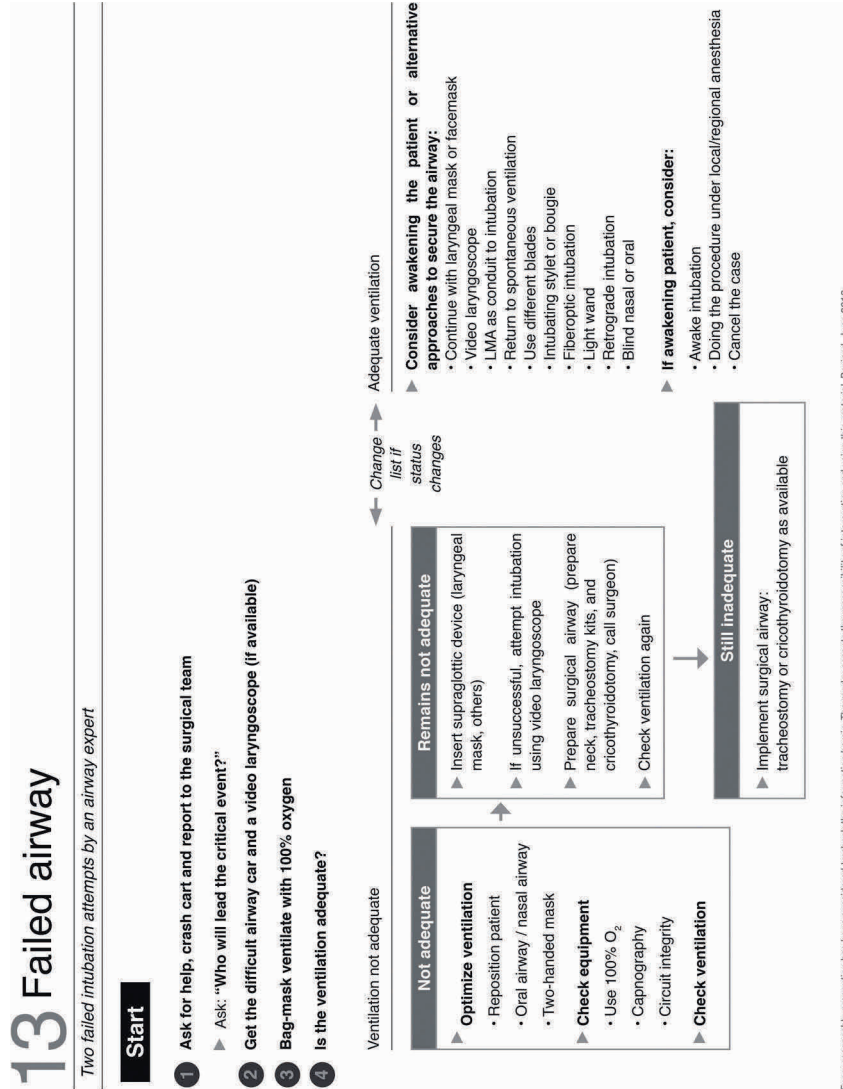 13 Failed airway
Two failed intubation attempts by an airway expert
Start
1 Ask for help, crash cart and report to the surgical team
▶ Ask: "Who will lead the critical event?"
2 Get the difficult airway car and a video laryngoscope (if available)
3 Bag-mask ventilate with 100% oxygen
4 Is the ventilation adequate?
Ventilation not adequate
Not adequate
▶ Optimize ventilation
• Reposition patient
• Oral airway / nasal airway
• Two-handed mask
▶ Check equipment
• Use 100% O2
• Capnography
• Circuit integrity
▶ Check ventilation
Remains not adequate
▶ Insert supraglottic device (laryngeal
mask, others)
▶ If unsuccessful, attempt intubation
using video laryngoscope
▶ Prepare surgical airway (prepare
neck, tracheostomy kits, and
cricothyroidotomy, call surgeon)
▶ Check ventilation again
Still inadequate
▶ Implement surgical airway:
tracheostomy or cricothyroidotomy as available
Change
list if
status
changes
Adequate ventilation
▶ Consider awakening the patient or alternative
approaches to secure the airway:
• Continue with laryngeal mask or facemask
• Video laryngoscope
• LMA as conduit to intubation
• Return to spontaneous ventilation
• Use different blades
• Intubating stylet or bougie
• Fiberoptic intubation
• Light wand
• Retrograde intubation
• Blind nasal or oral
▶ If awakening patient, consider:
• Awake intubation
• Doing the procedure under local/regional anesthesia
• Cancel the case